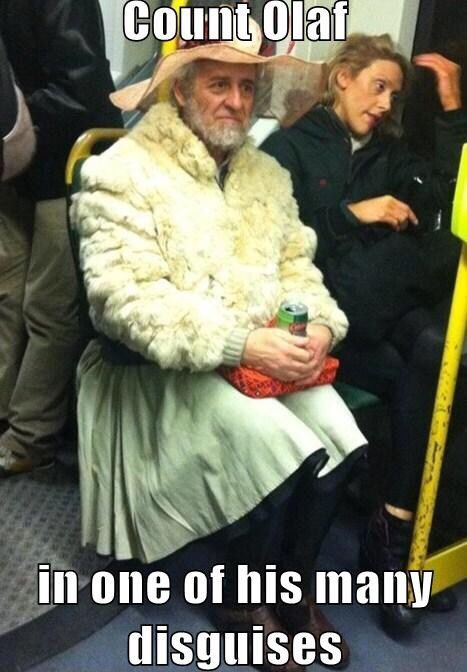 Count Olaf
in one of his many
disguises